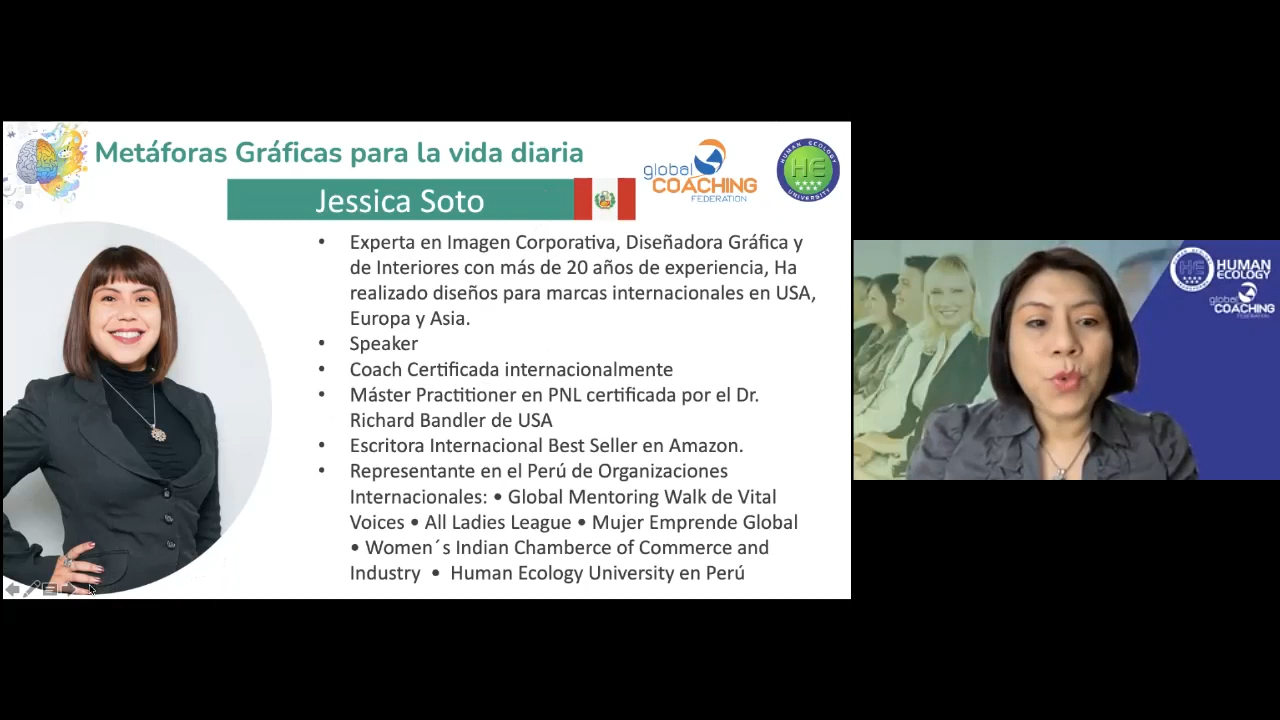 Metáforas Gráficas para la vida diaria
global
COACHING
FEDERATION
HUMAN ECOLOGY
HE
UNIVERSITY
Jessica Soto
• Experta en Imagen Corporativa, Diseñadora Gráfica y
de Interiores con más de 20 años de experiencia, Ha
realizado diseños para marcas internacionales en USA,
Europa y Asia.
• Speaker
• Coach Certificada internacionalmente
• Máster Practitioner en PNL certificada por el Dr.
Richard Bandler de USA
• Escritora Internacional Best Seller en Amazon.
• Representante en el Perú de Organizaciones
Internacionales: • Global Mentoring Walk de Vital
Voices • All Ladies League • Mujer Emprende Global
• Women´s Indian Chamberce of Commerce and
Industry • Human Ecology University en Perú
HE
HUMAN
ECOLOGY
global
COACHING
FEDERATION